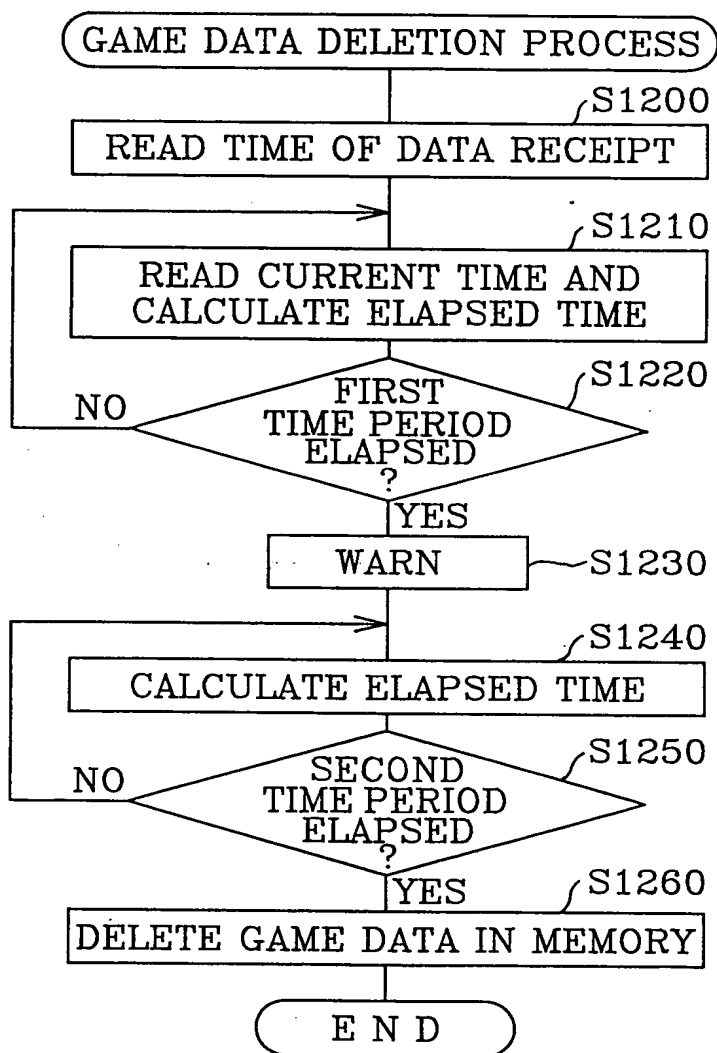 GAME DATA DELETION PROCESS
S1200
READ TIME OF DATA RECEIPT
S1210
READ CURRENT TIME AND
CALCULATE ELAPSED TIME
S1220
FIRST
TIME PERIOD
ELAPSED
?
NO
YES
WARN
S1230
S1240
CALCULATE ELAPSED TIME
S1250
SECOND
TIME PERIOD
ELAPSED
?
NO
YES
S1260
DELETE GAME DATA IN MEMORY
END